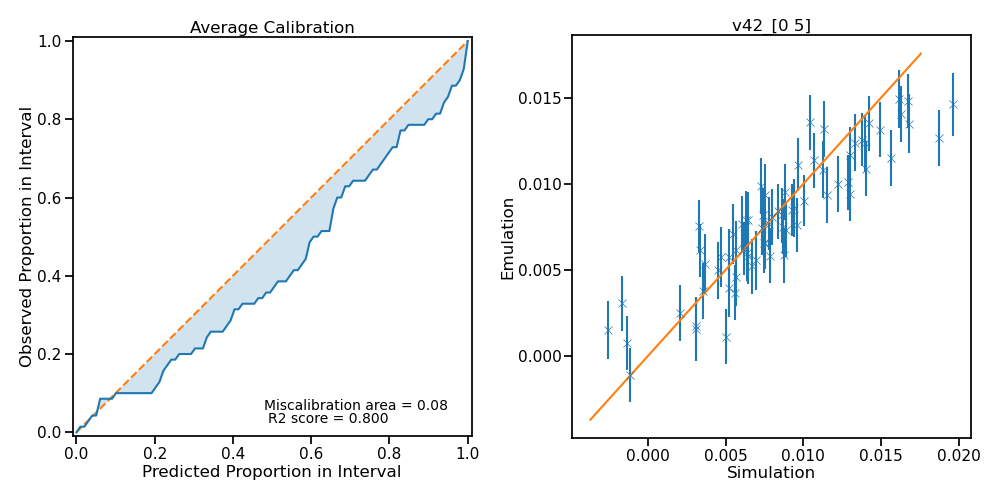 Average Calibration
1.0
0.8
0.6
0.4
0.2
0.0
Observed Proportion in Interval
Miscalibration area = 0.08
R2 score = 0.800
0.0 0.2 0.4 0.6 0.8 1.0
Predicted Proportion in Interval
v42 [0 5]
0.015
0.010
0.005
0.000
Emulation
0.000 0.005 0.010 0.015 0.020
Simulation